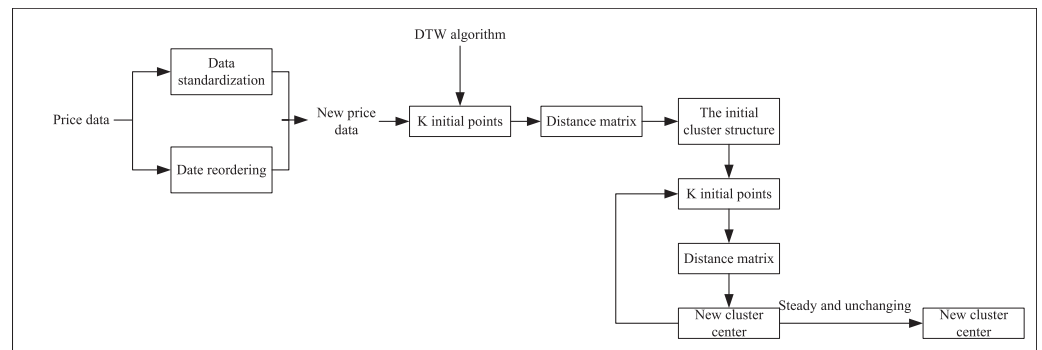 DTW algorithm
Data
standardization
Price data
Date reordering
New price
data
K initial points
Distance matrix
The initial
cluster structure
K initial points
Distance matrix
New cluster
center
Steady and unchanging
New cluster
center